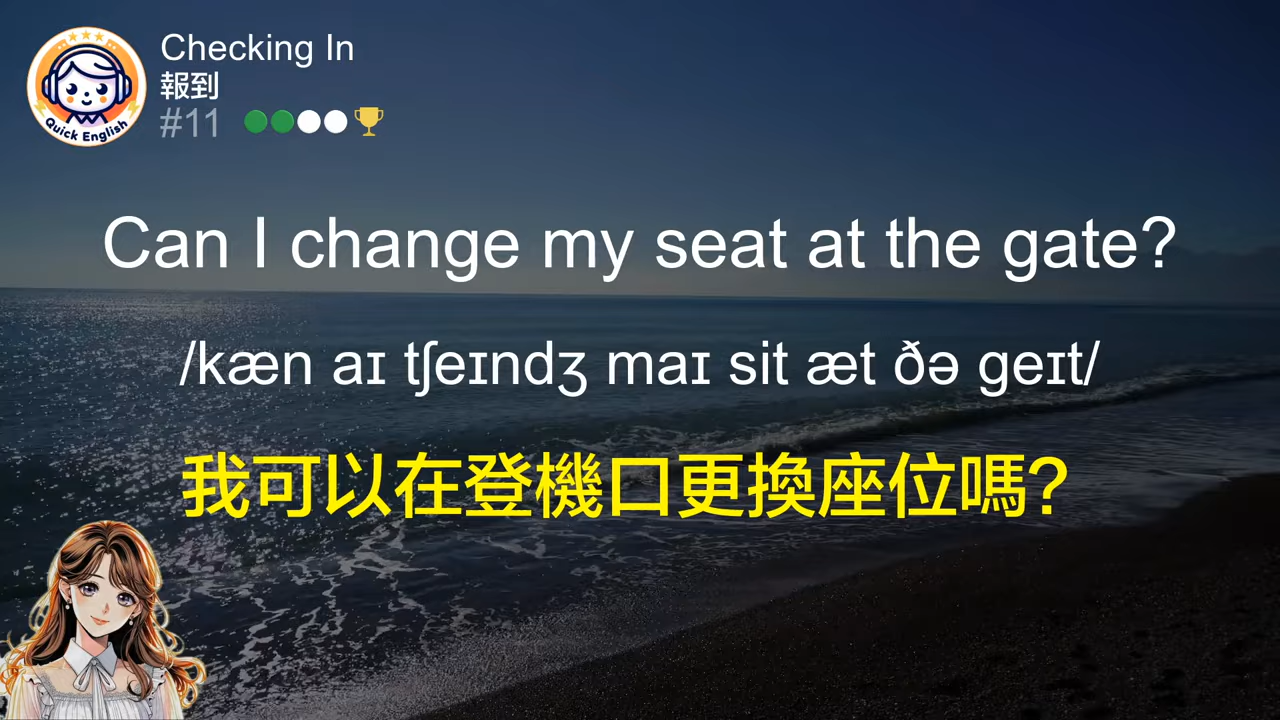 Quick English
Checking In
報到
#11
Can I change my seat at the gate?
/kæn aɪ tʃeɪndʒ maɪ sit æt ðə geɪt/
我可以在登機口更換座位嗎?